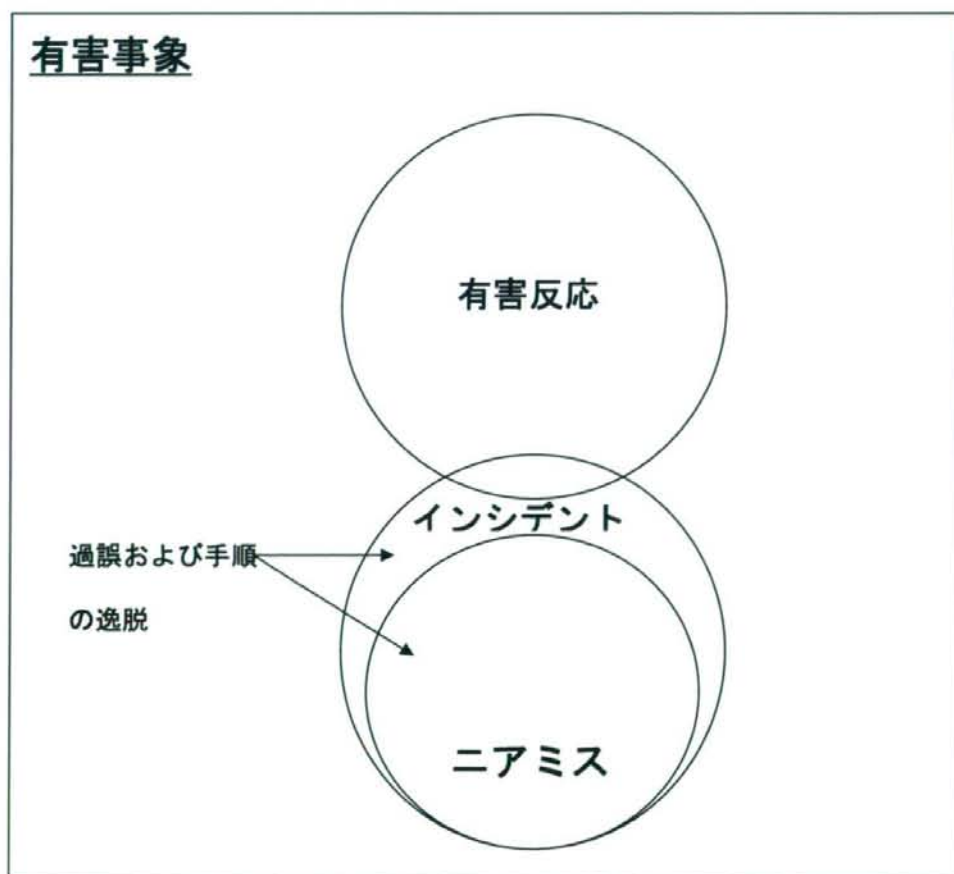 有害事象
有害反応
インシデント
過誤および手順
の逸脱
ニアミス